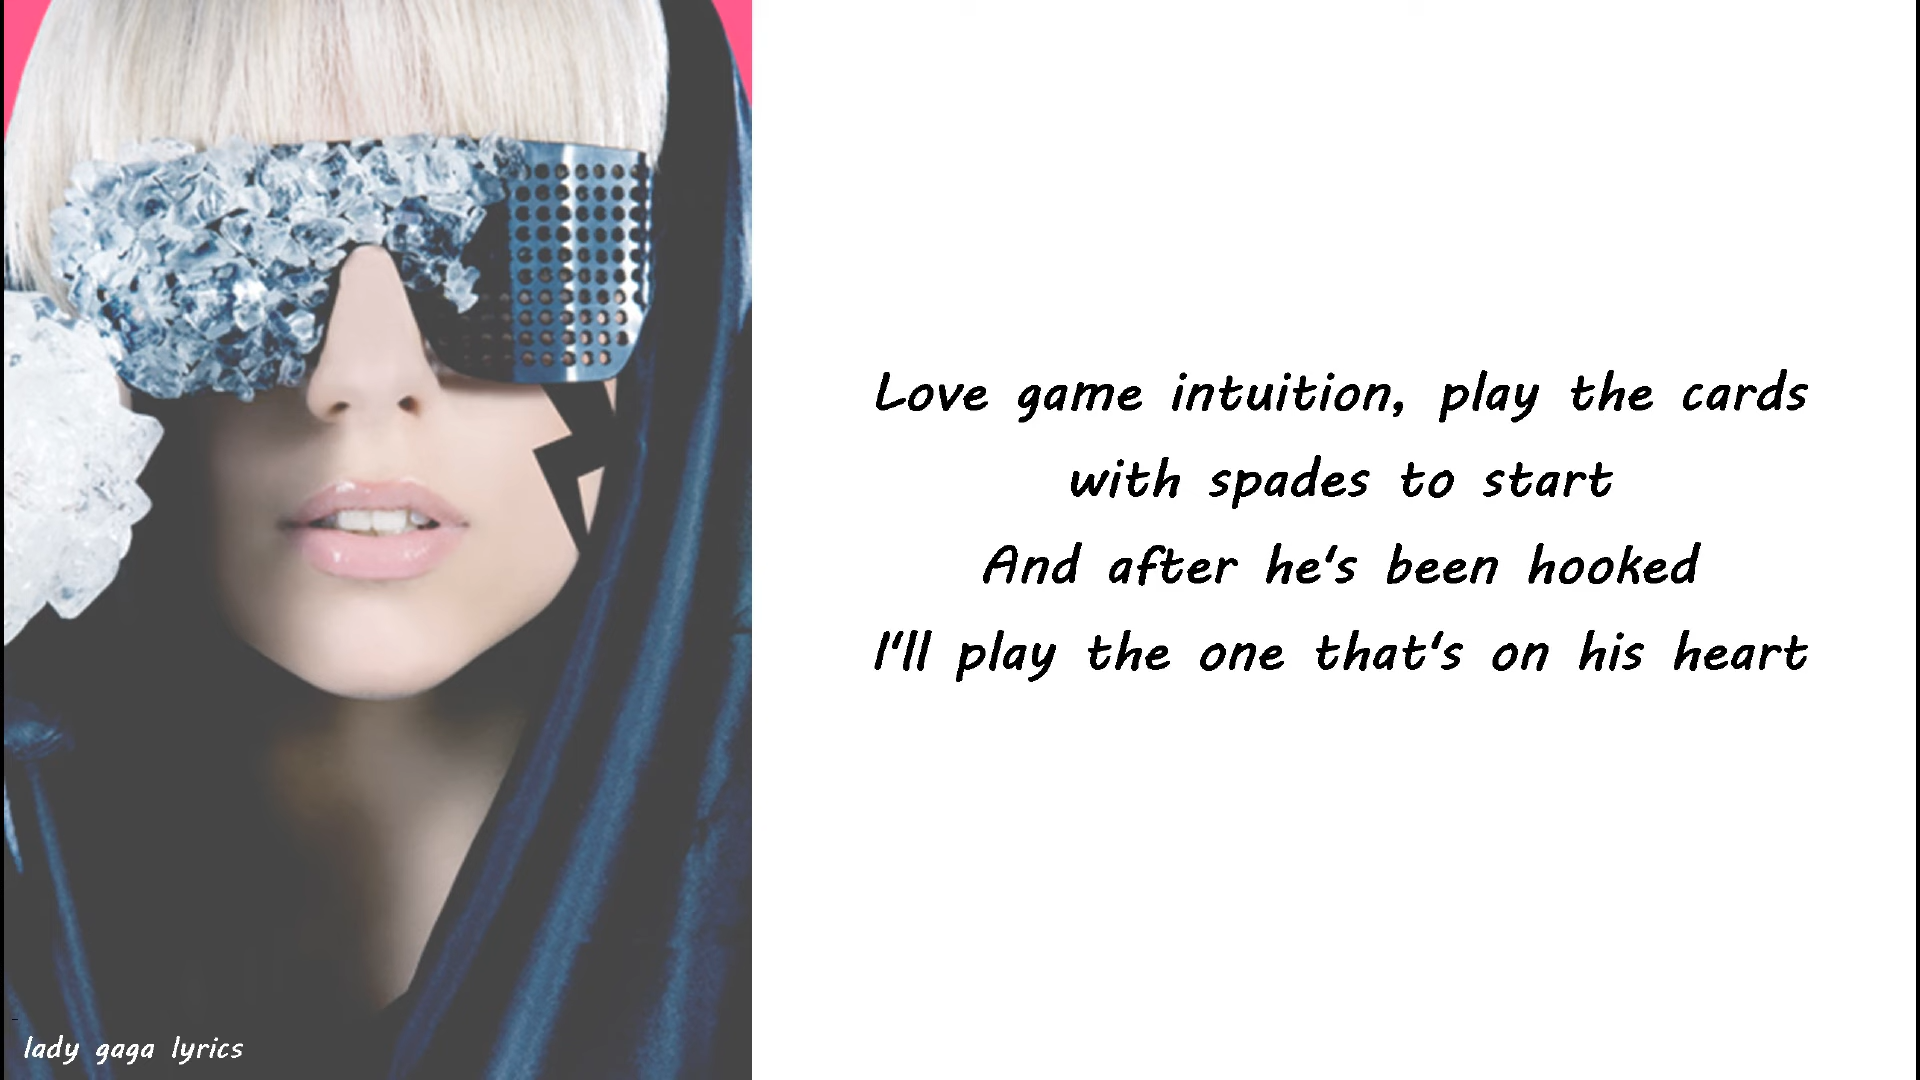 Love game intuition, play the cards
with spades to start
And after he's been hooked
I'll play the one that's on his heart
lady gaga lyrics